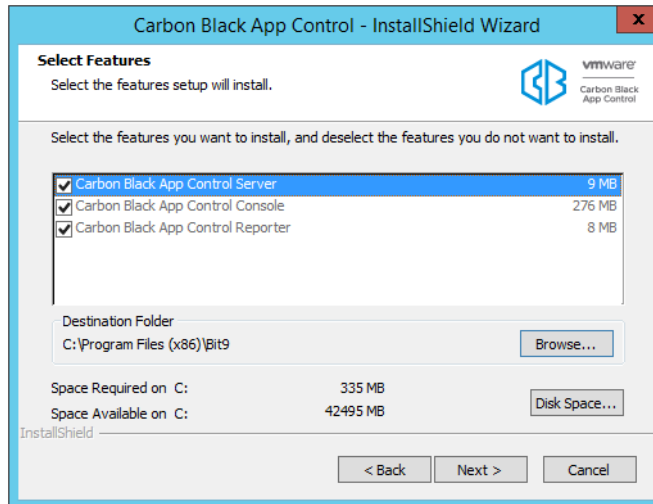 Carbon Black App Control - InstallShield Wizard
x
Select Features
Select the features setup will install.
vmware
Carbon Black
App Control
Select the features you want to install, and deselect the features you do not want to install.
Carbon Black App Control Server 9 MB
Carbon Black App Control Console 276 MB
Carbon Black App Control Reporter 8 MB
Destination Folder
C:\Program Files (x86)\Bit9
Browse...
Space Required on C: 335 MB
Space Available on C: 42495 MB
Disk Space...
InstallShield
< Back Next > Cancel